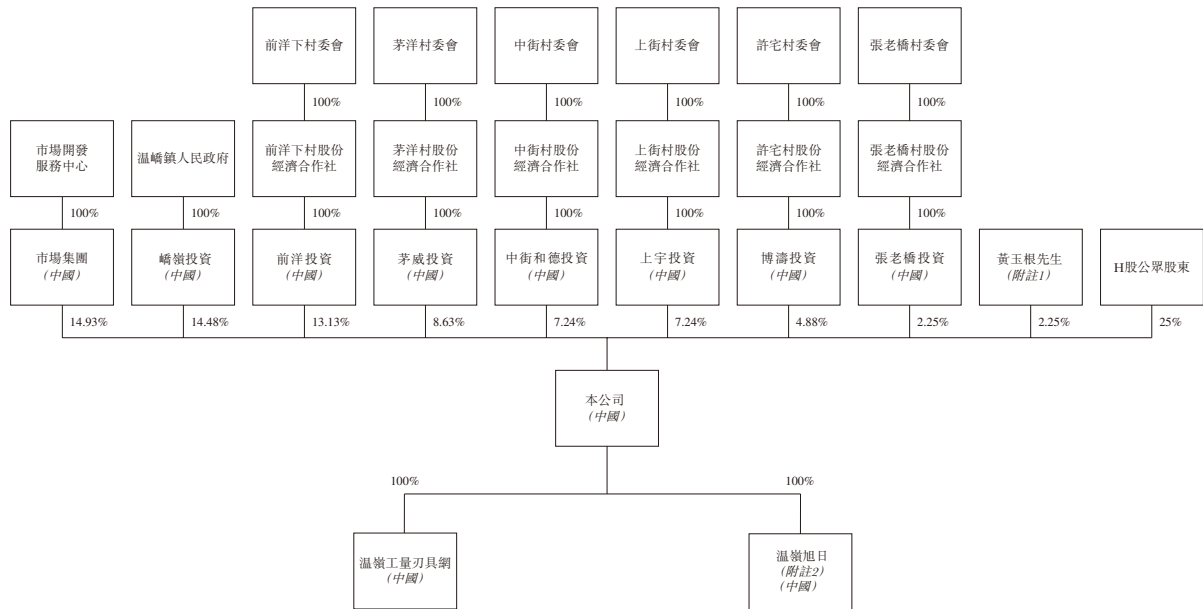 前洋下村委會
茅洋村委會
中街村委會
上街村委會
許宅村委會
張老橋村委會
100%
100%
100%
100%
100%
100%
市場開發
服務中心
溫嶠鎮人民政府
前洋下村股份
經濟合作社
茅洋村股份
經濟合作社
中街村股份
經濟合作社
上街村股份
經濟合作社
許宅村股份
經濟合作社
張老橋村股份
經濟合作社
100%
100%
100%
100%
100%
100%
100%
100%
市場集團
(中國)
嶠嶺投資
(中國)
前洋投資
(中國)
茅威投資
(中國)
中街和德投資
(中國)
上宇投資
(中國)
博濤投資
(中國)
張老橋投資
(中國)
黃玉根先生
(附註1)
H股公眾股東
14.93%
14.48%
13.13%
8.63%
7.24%
7.24%
4.88%
2.25%
2.25%
25%
本公司
(中國)
100%
100%
溫嶺工量刃具網
(中國)
溫嶺旭日
(附註2)
(中國)